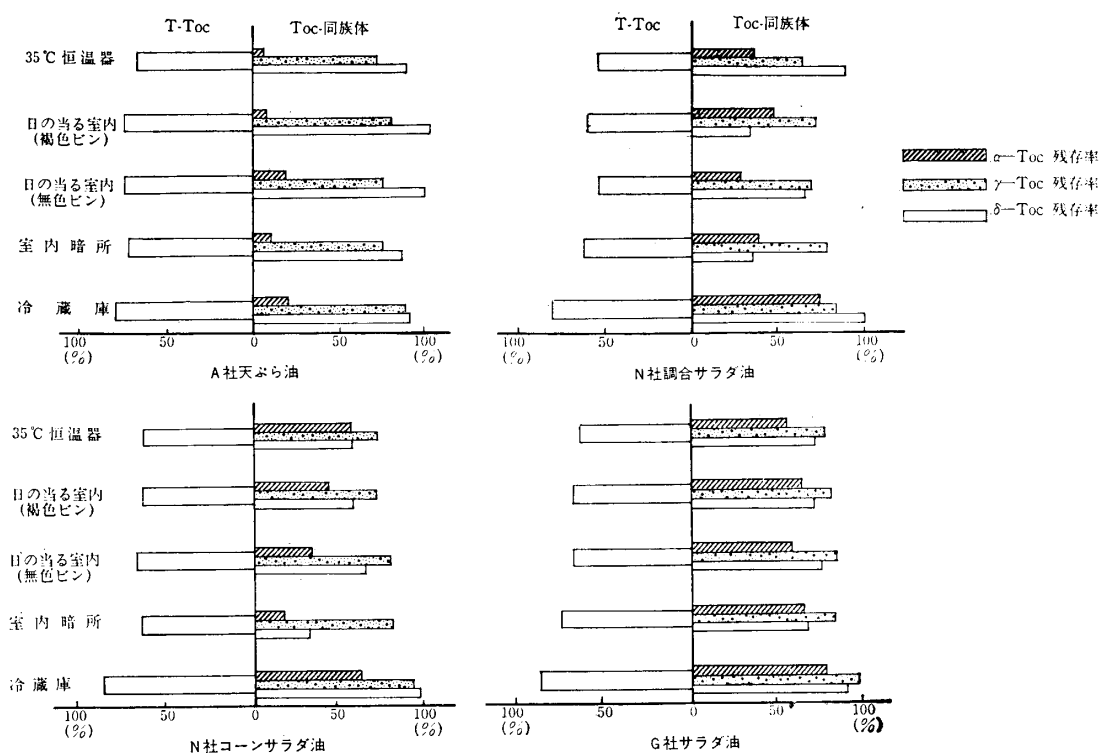 T-Toc Toc-同族体
35℃恒温器
日の当る室内
(褐色ビン)
日の当る室内
(無色ビン)
室内暗所
冷蔵庫
100 50 0 50 100
(%) (%)
A社天ぷら油
T-Toc Toc-同族体
100 50 0 50 100
(%) (%)
N社調合サラダ油
α—Toc 残存率
γ—Toc 残存率
δ—Toc 残存率
35℃恒温器
日の当る室内
(褐色ビン)
日の当る室内
(無色ビン)
室内暗所
冷蔵庫
100 50 0 50 100
(%) (%)
N社コーンサラダ油
100 50 0 50 100
(%) (%)
G社サラダ油